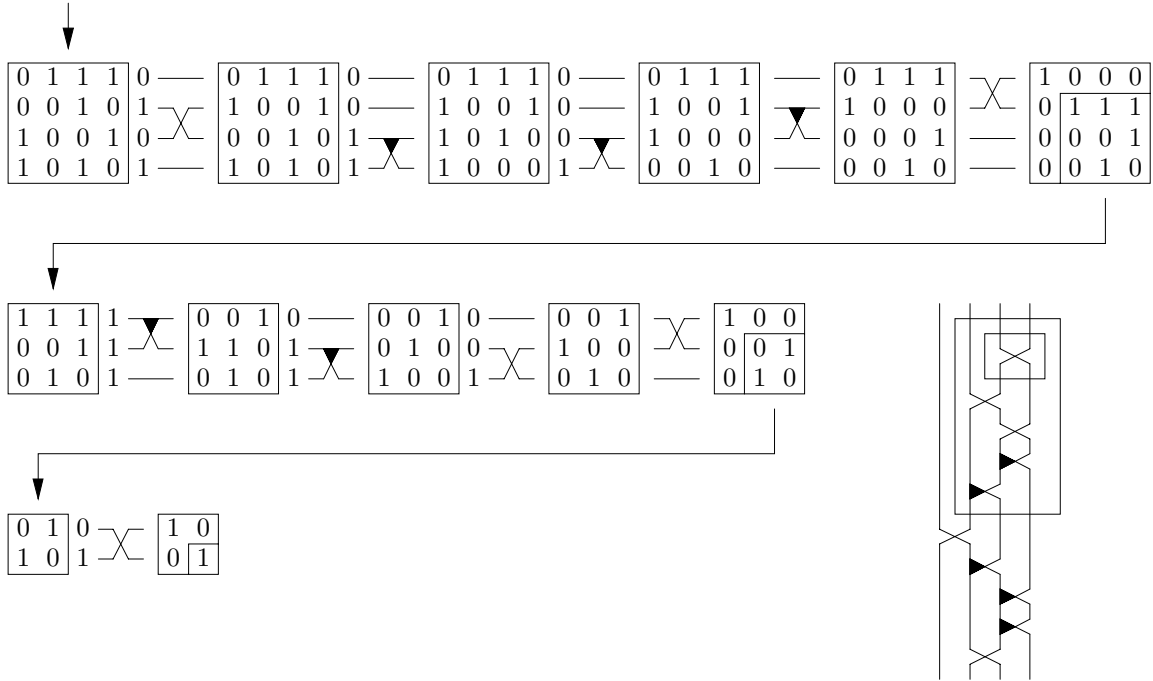 0 1 1 1 0 0 1 1 1 0 0 1 1 1 0 0 1 1 1 0 1 1 1 1 0 0 0
0 0 1 0 1 1 0 0 1 0 1 0 0 1 0 1 0 0 1 1 0 0 0 0 1 1 1
1 0 0 1 0 0 0 1 0 1 0 0 1 0 0 1 0 0 0 0 0 0 1 0 0 0 1
1 0 1 0 1 1 0 1 0 1 1 0 0 0 1 0 0 1 0 0 0 1 0 0 0 1 0
1 1 1 1 0 0 1 0 0 0 1 0 0 0 1 1 0 0
0 0 1 1 1 1 0 1 0 1 0 0 1 0 0 0 0 1
0 1 0 1 0 1 0 1 1 0 0 1 0 1 0 0 1 0
0 1 0 1 0
1 0 1 0 1